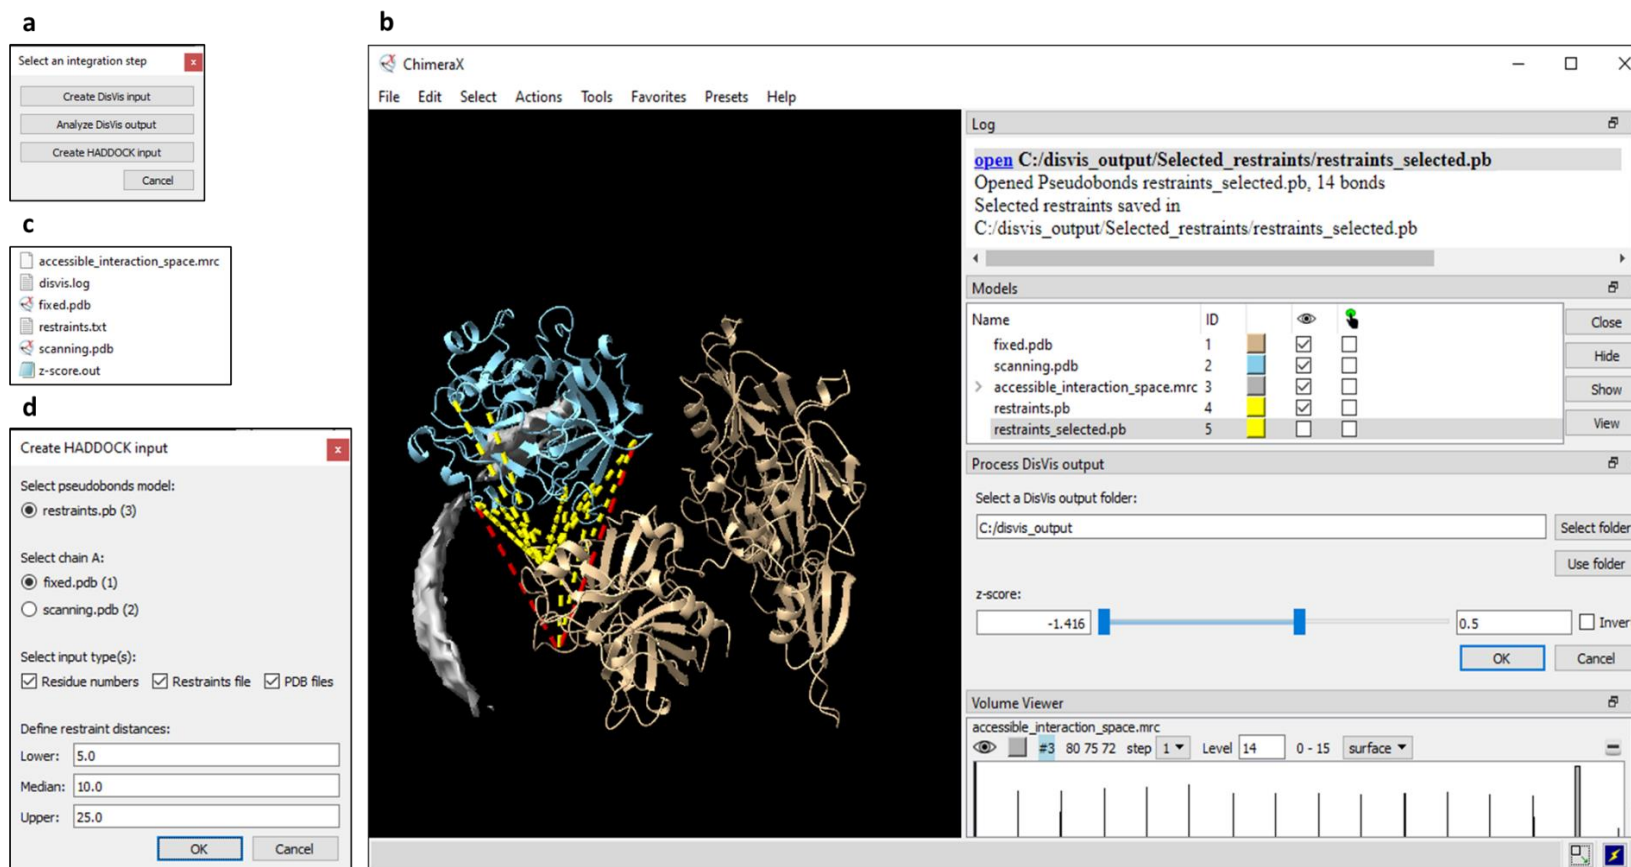 a
Select an integration step
x
Create DisVis input
Analyze DisVis output
Create HADDOCK input
Cancel
c
accessible_interaction_space.mrc
disvis.log
fixed.pdb
restraints.txt
scanning.pdb
z-score.out
d
Create HADDOCK input
x
Select pseudobonds model:
restraints.pb (3)
Select chain A:
fixed.pdb (1)
scanning.pdb (2)
Select input type(s):
Residue numbers Restraints file PDB files
Define restraint distances:
Lower: 5.0
Median: 10.0
Upper: 25.0
OK Cancel
b
ChimeraX
File Edit Select Actions Tools Favorites Presets Help
Log
open C:/disvis_output/Selected_restraints/restraints_selected.pb
Opened Pseudobonds restraints_selected.pb, 14 bonds
Selected restraints saved in
C:/disvis_output/Selected_restraints/restraints_selected.pb
Models
Name ID
fixed.pdb 1
scanning.pdb 2
accessible_interaction_space.mrc 3
restraints.pb 4
restraints_selected.pb 5
Close
Hide
Show
View
Process DisVis output
Select a DisVis output folder:
C:/disvis_output Select folder
Use folder
z-score:
-1.416 0.5 Inver
OK Cancel
Volume Viewer
accessible_interaction_space.mrc
#3 80 75 72 step 1 Level 14 0 - 15 surface